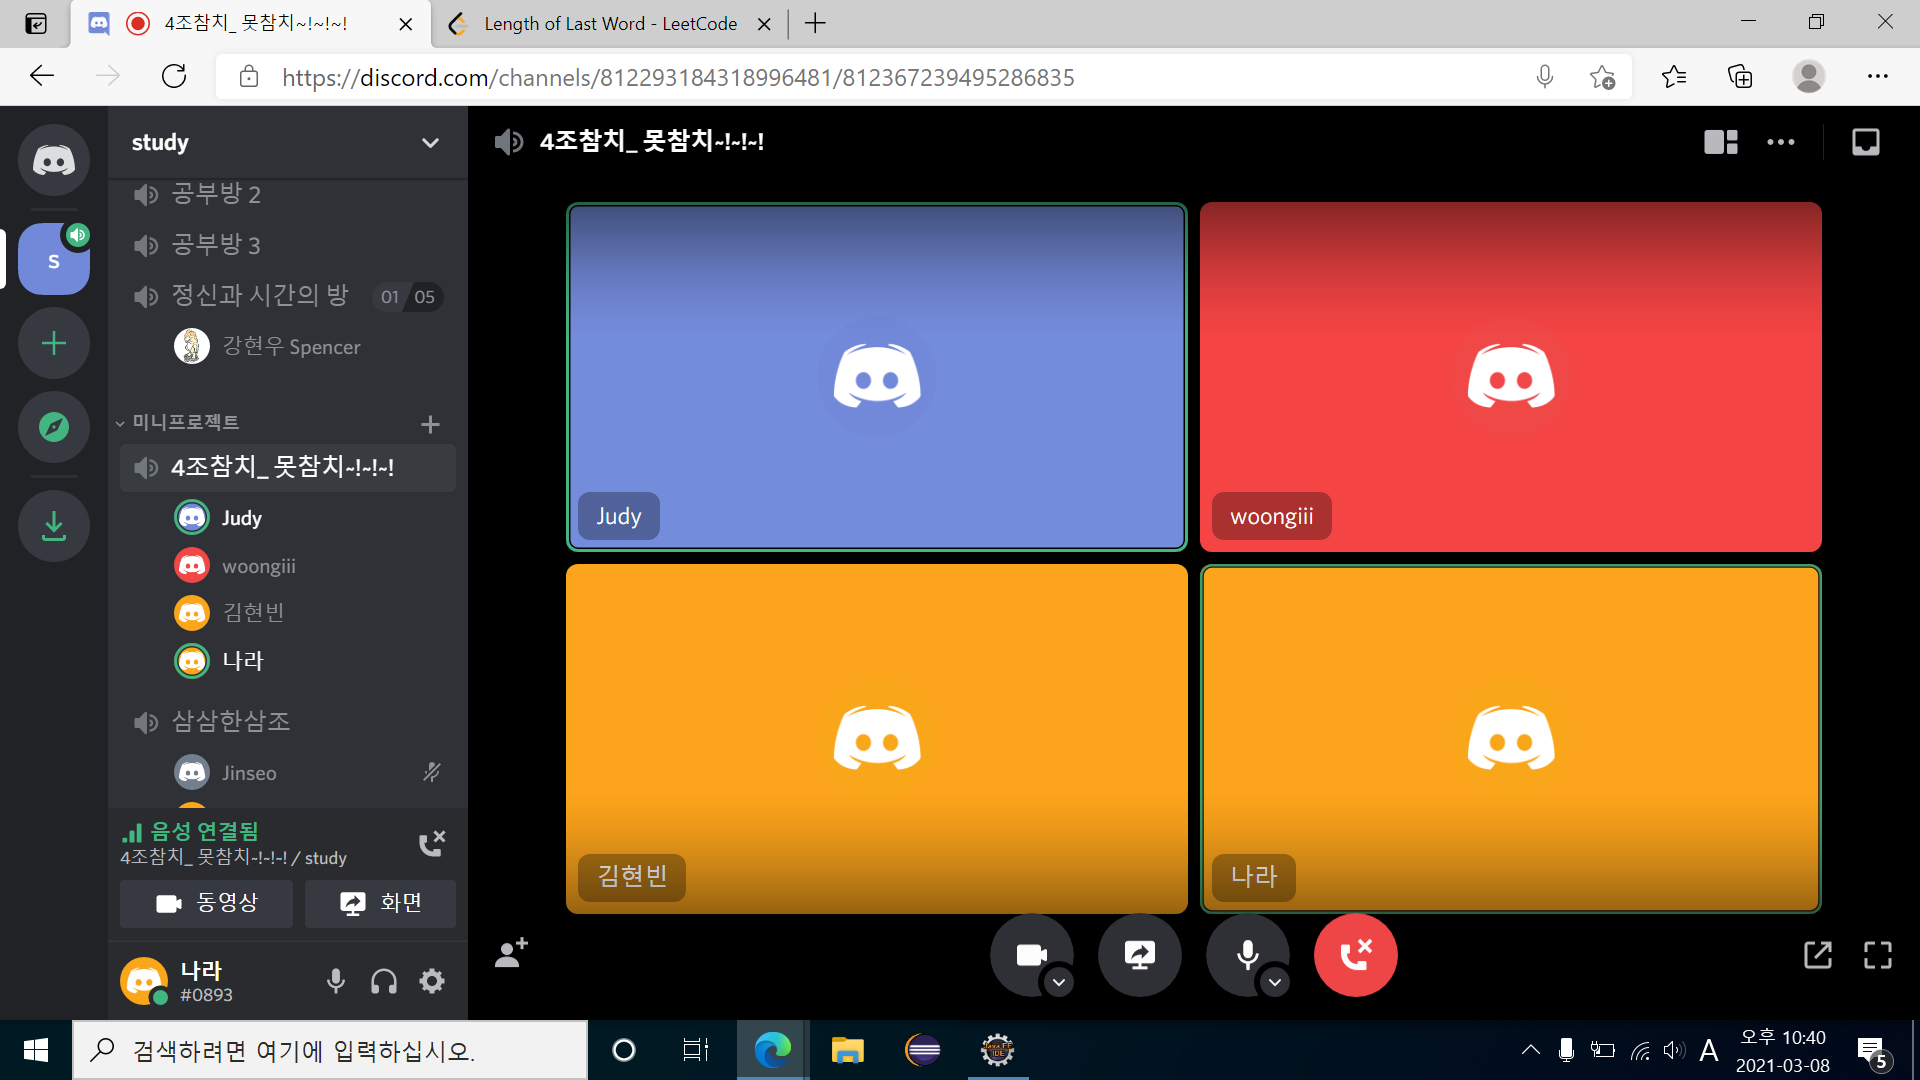 4조참치_ 못참치~!~!~!
Length of Last Word - LeetCode
https://discord.com/channels/812293184318996481/812367239495286835
study
4조참치_ 못참치~!~!~!
공부방 2
공부방 3
정신과 시간의 방 01 05
강현우 Spencer
미니프로젝트
4조참치_ 못참치~!~!~!
Judy
woongiii
김현빈
나라
삼삼한삼조
Jinseo
음성 연결됨
4조참치_ 못참치~!~!~! / study
동영상
화면
나라
#0893
S
Judy
woongiii
김현빈
나라
검색하려면 여기에 입력하십시오.
Java EE
IDE
A
오후 10:40
2021-03-08
5